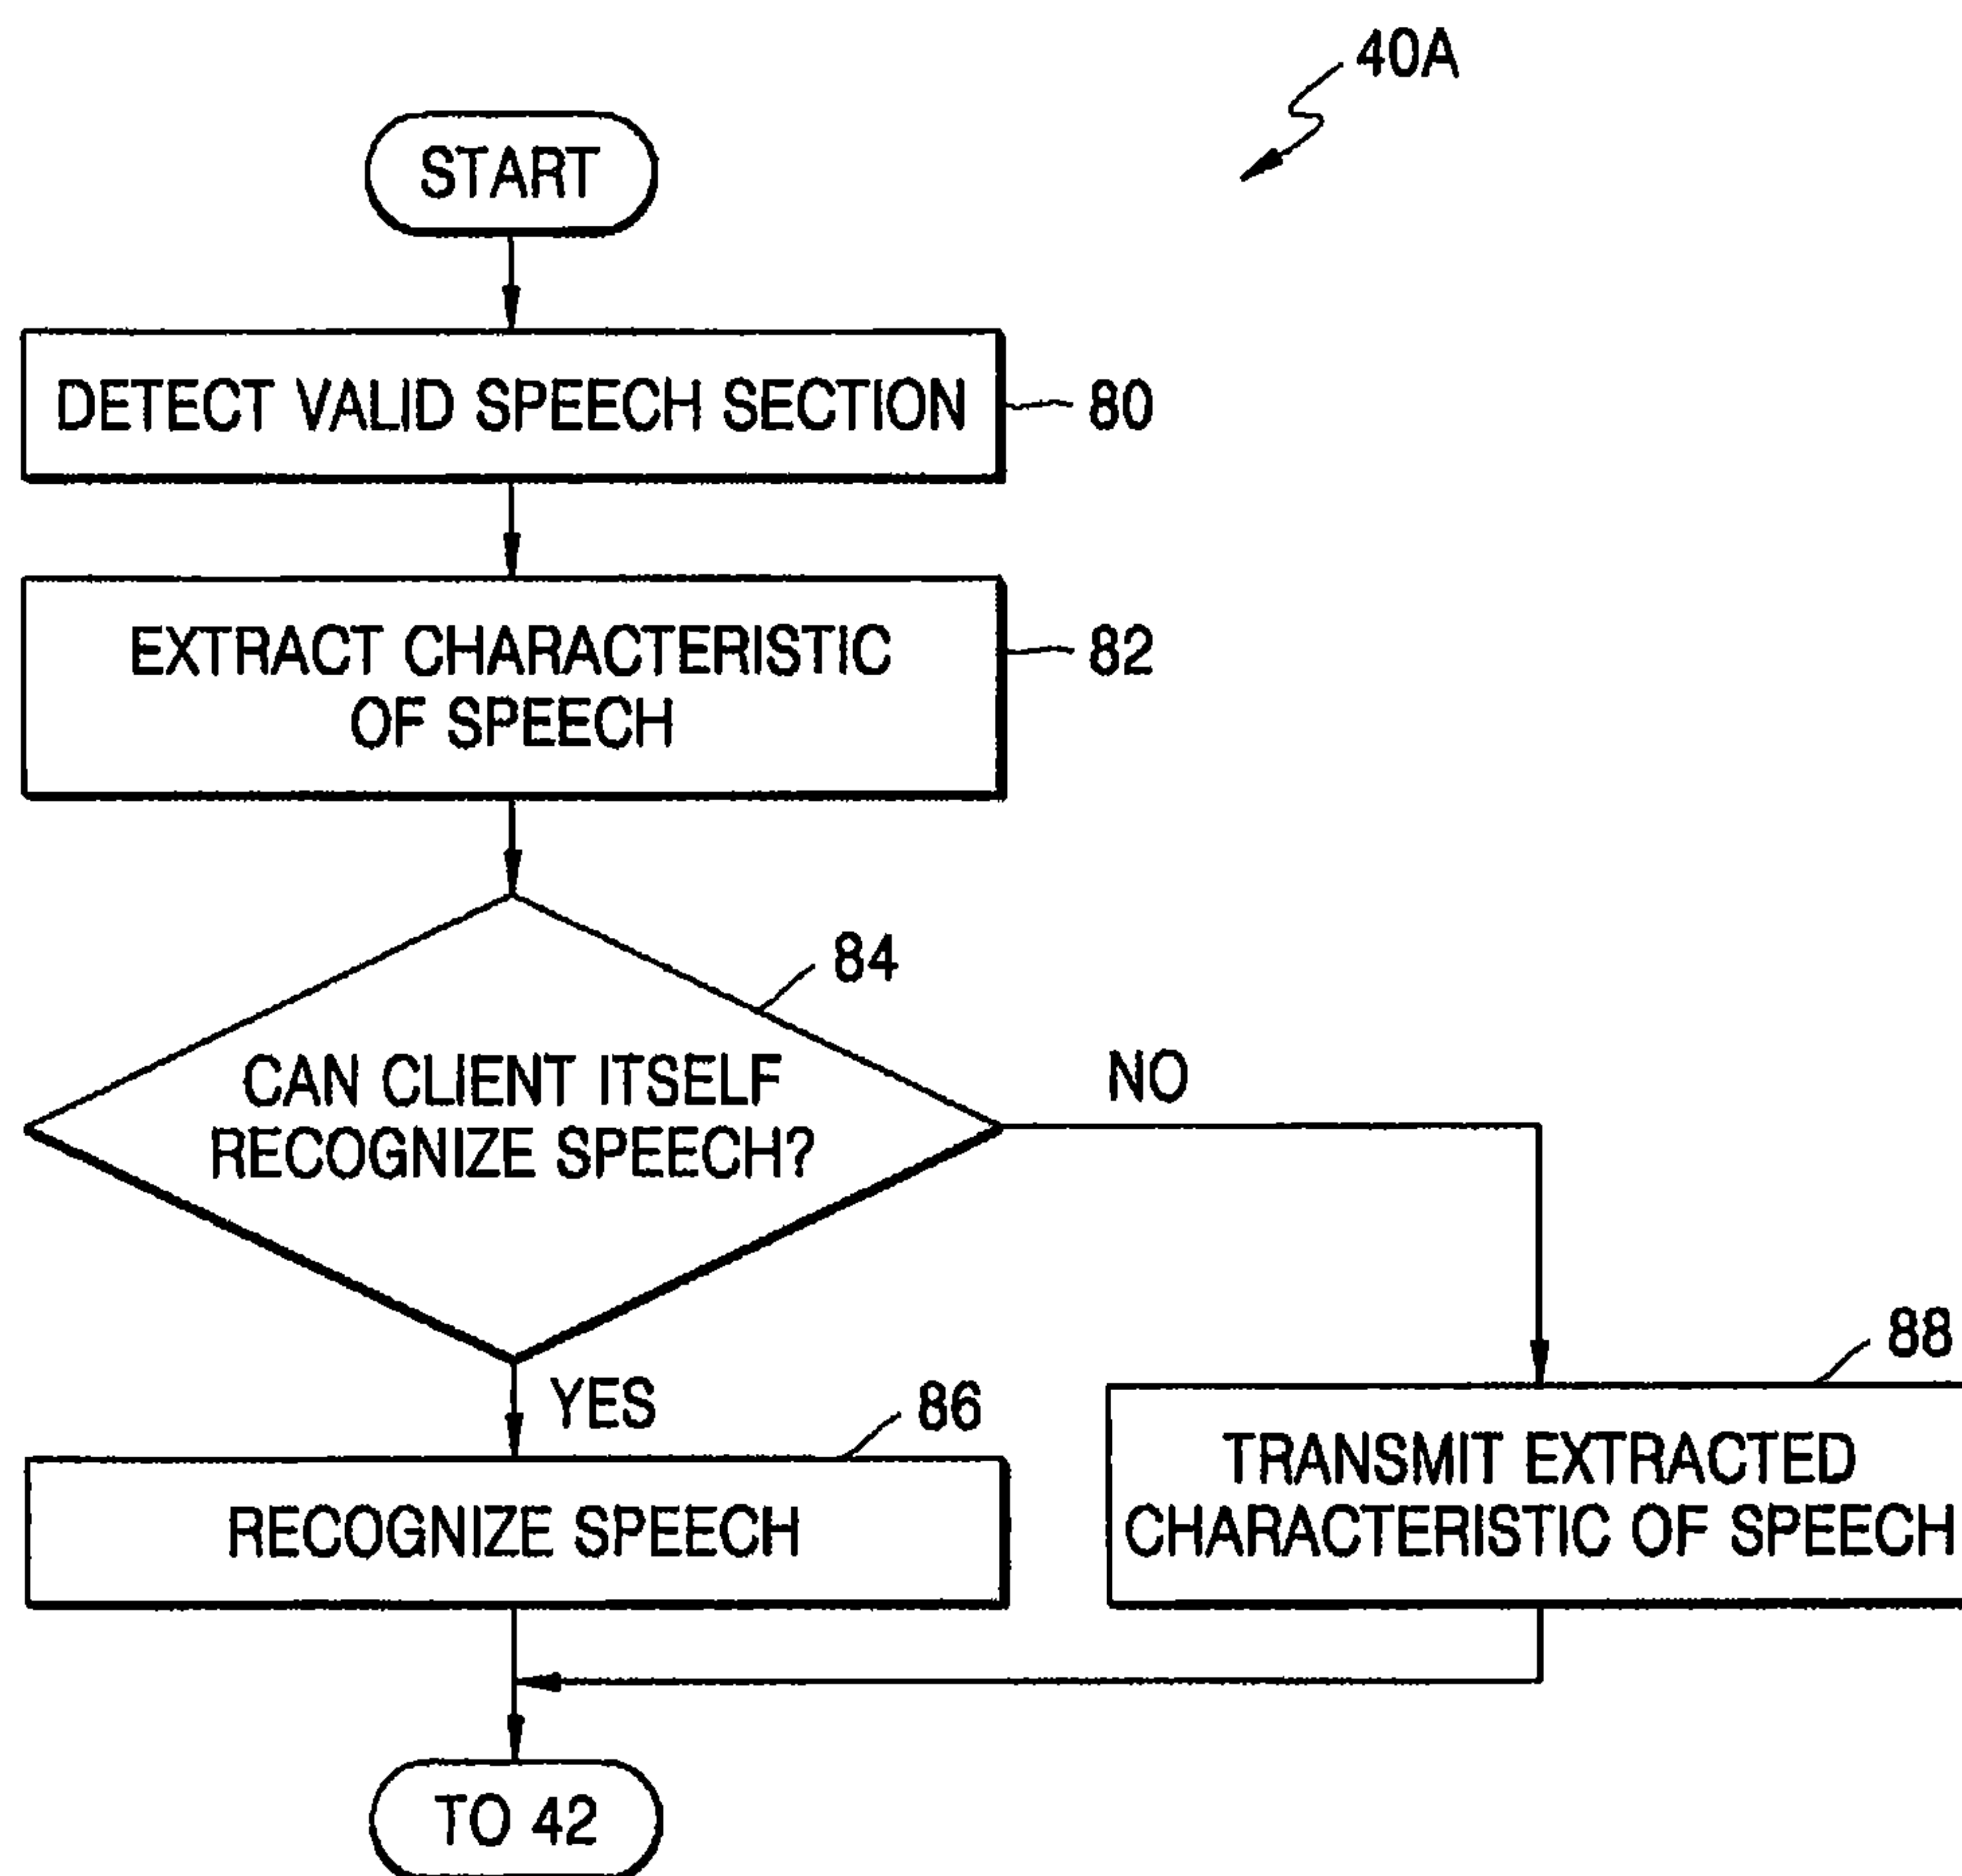 40A
START
DETECT VALID SPEECH SECTION
80
EXTRACT CHARACTERISTIC
OF SPEECH
82
84
CAN CLIENT ITSELF
RECOGNIZE SPEECH?
NO
YES
86
88
RECOGNIZE SPEECH
TRANSMIT EXTRACTED
CHARACTERISTIC OF SPEECH
TO 42